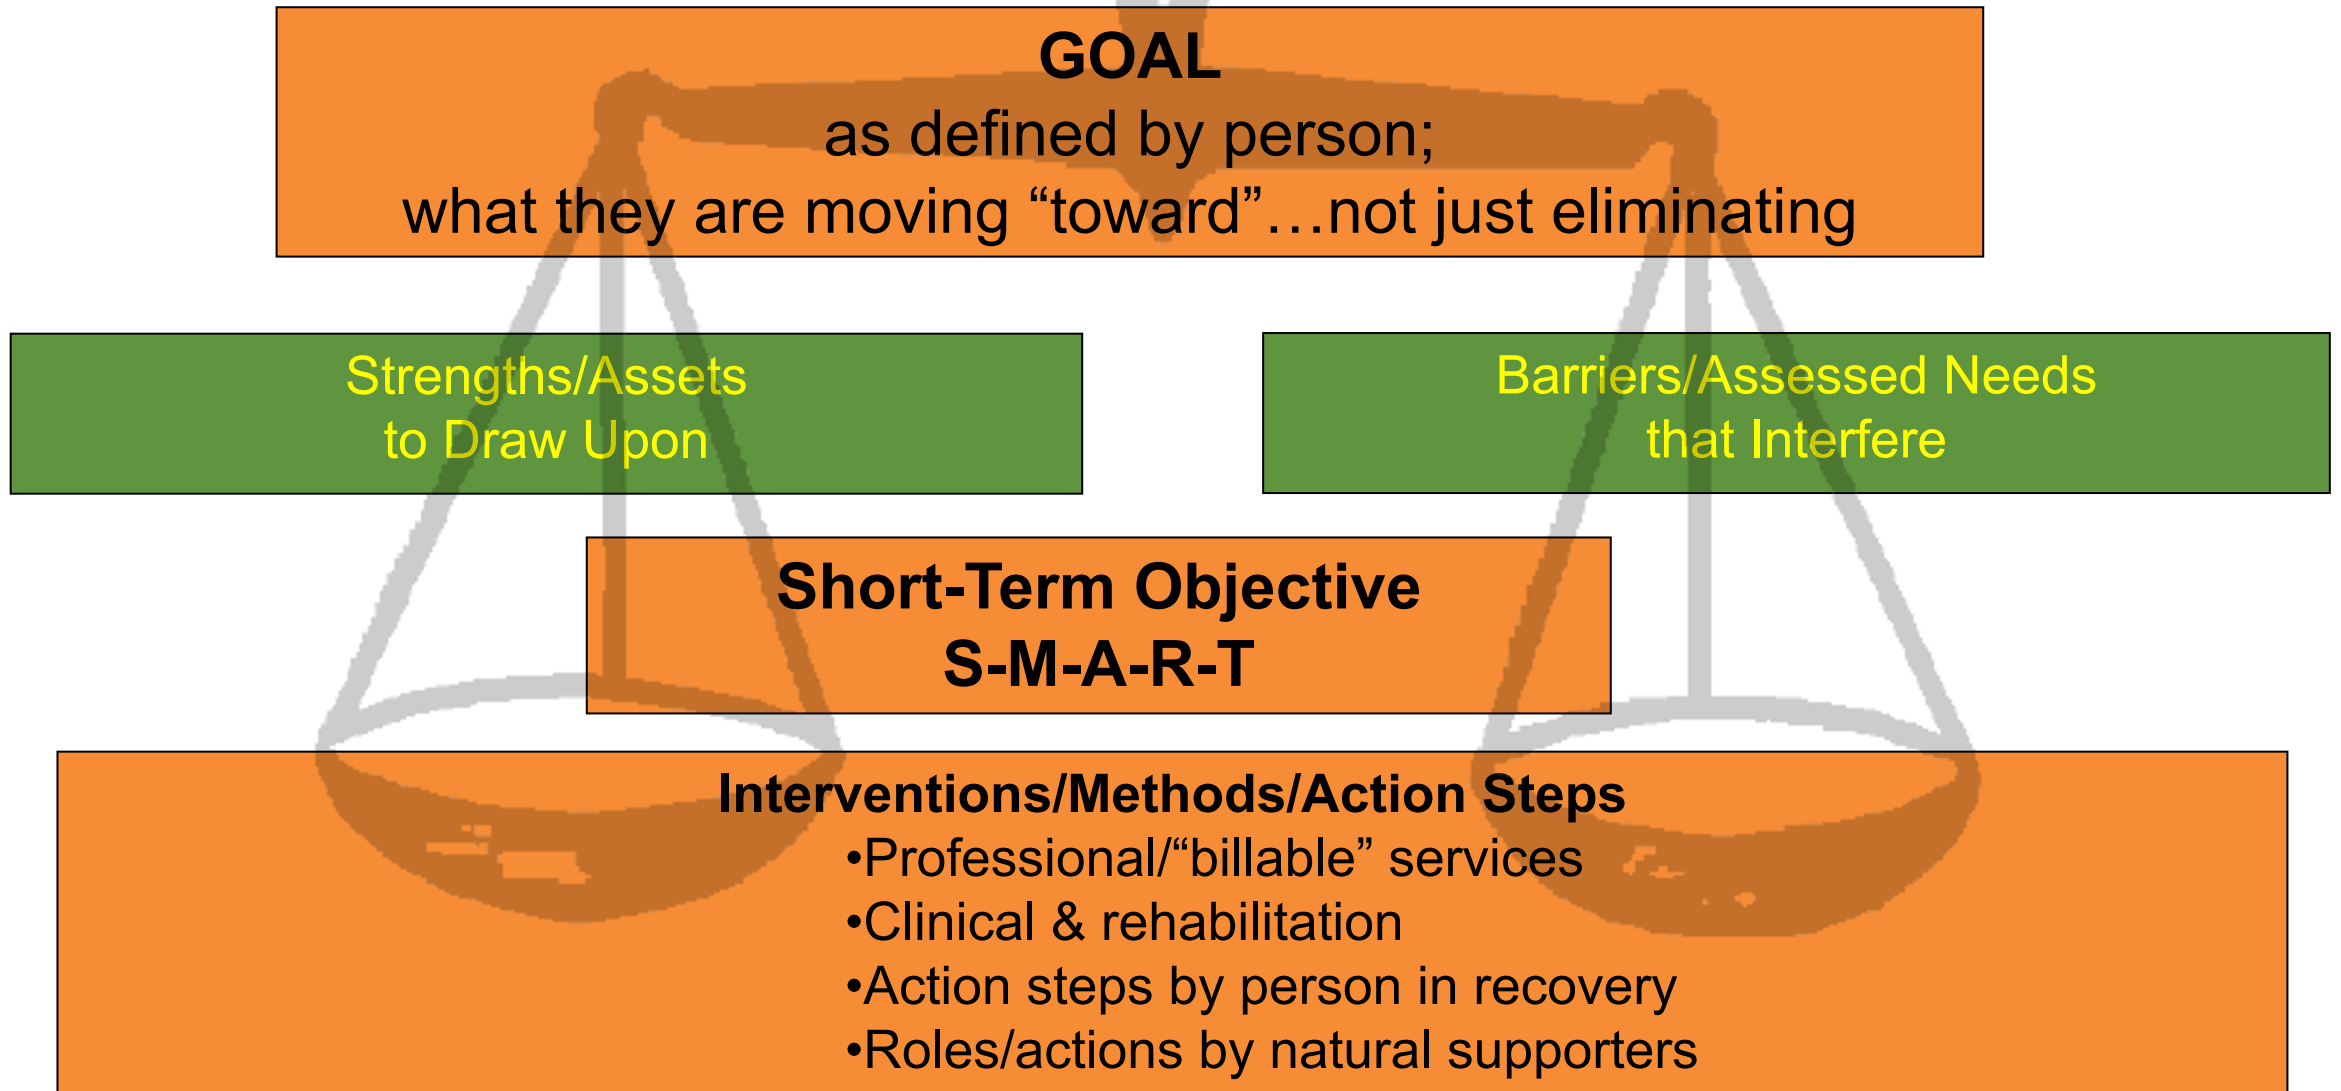 GOAL
as defined by person;
what they are moving “toward”…not just eliminating
Strengths/Assets
to Draw Upon
Barriers/Assessed Needs
that Interfere
Short-Term Objective
S-M-A-R-T
Interventions/Methods/Action Steps
•Professional/“billable” services
•Clinical & rehabilitation
•Action steps by person in recovery
•Roles/actions by natural supporters